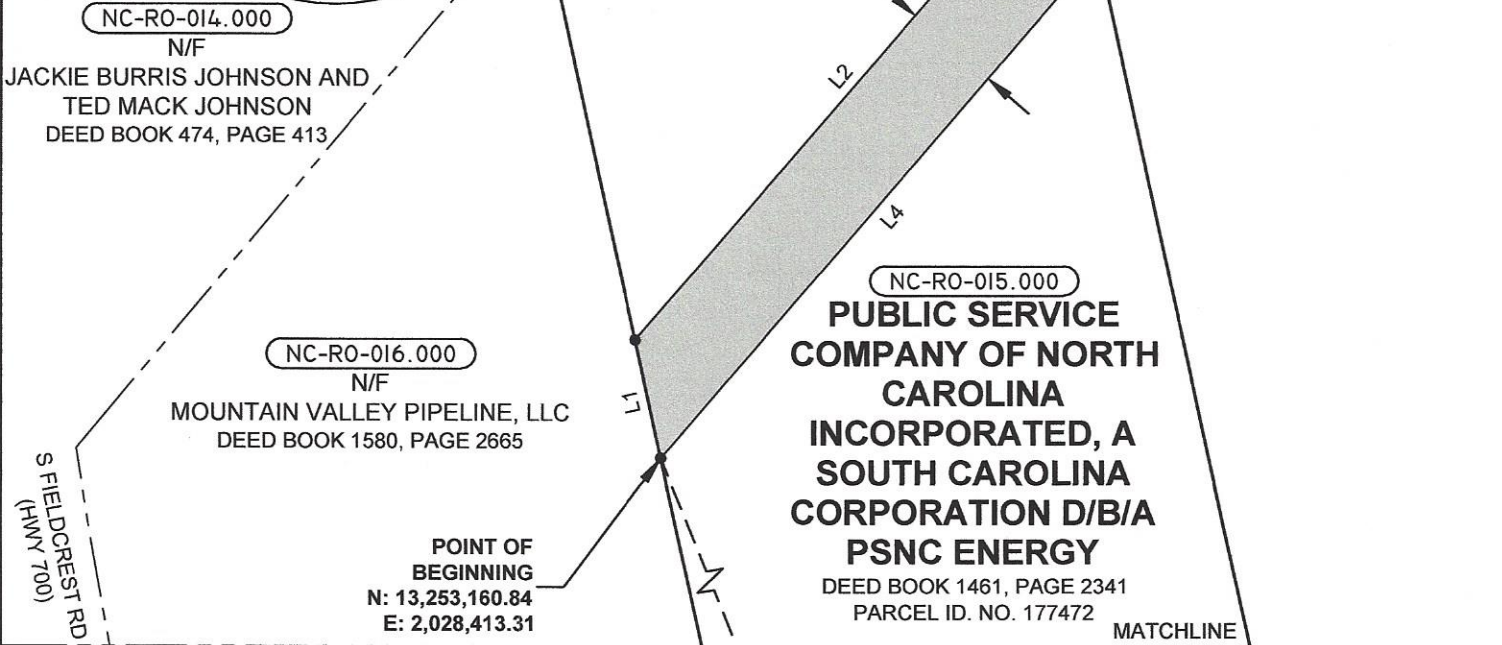 NC-RO-014.000
N/F
JACKIE BURRIS JOHNSON AND
TED MACK JOHNSON
DEED BOOK 474, PAGE 413
L2
L4
NC-RO-015.000
PUBLIC SERVICE
COMPANY OF NORTH
CAROLINA
INCORPORATED, A
SOUTH CAROLINA
CORPORATION D/B/A
PSNC ENERGY
DEED BOOK 1461, PAGE 2341
PARCEL ID. NO. 177472
NC-RO-016.000
N/F
MOUNTAIN VALLEY PIPELINE, LLC
DEED BOOK 1580, PAGE 2665
L1
S FIELDCREST RD
(HWY 700)
POINT OF
BEGINNING
N: 13,253,160.84
E: 2,028,413.31
MATCHLINE